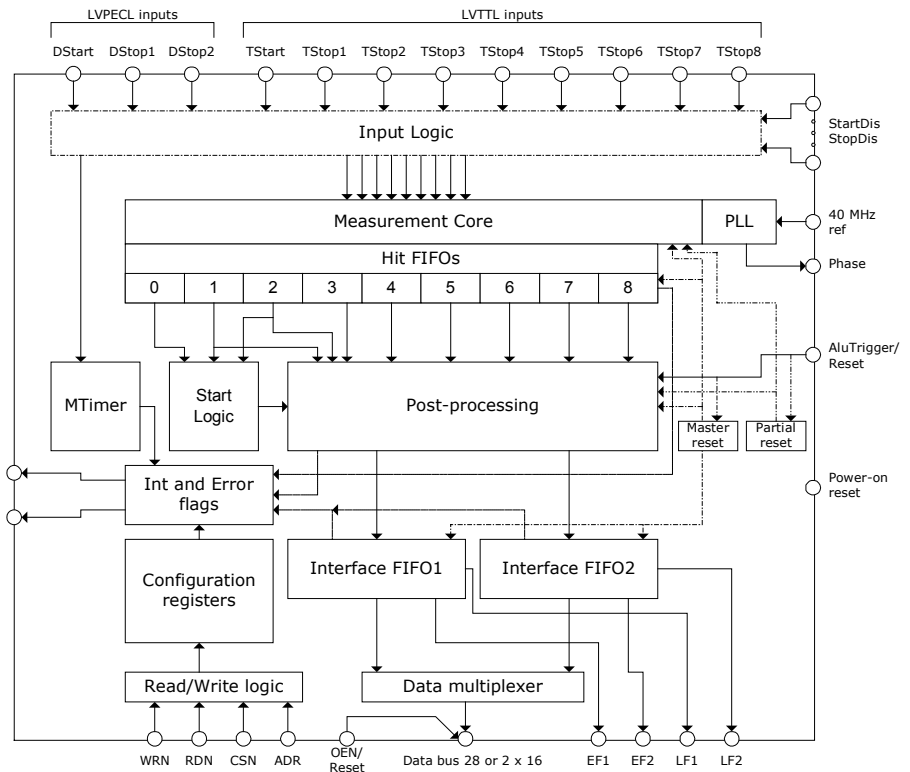 LVPECL inputs
LVTTL inputs
DStart DStop1 DStop2 TStart TStop1 TStop2 TStop3 TStop4 TStop5 TStop6 TStop7 TStop8
Input Logic
StartDis
StopDis
Measurement Core
PLL
40 MHz
ref
Hit FIFOs
Phase
0 1 2 3 4 5 6 7 8
AluTrigger/
Reset
MTimer
Start
Logic
Post-processing
Master
reset
Partial
reset
Int and Error
flags
Power-on
reset
Configuration
registers
Interface FIFO1
Interface FIFO2
Read/Write logic
Data multiplexer
WRN RDN CSN ADR
OEN/
Reset
Data bus 28 or 2 x 16
EF1 EF2 LF1 LF2